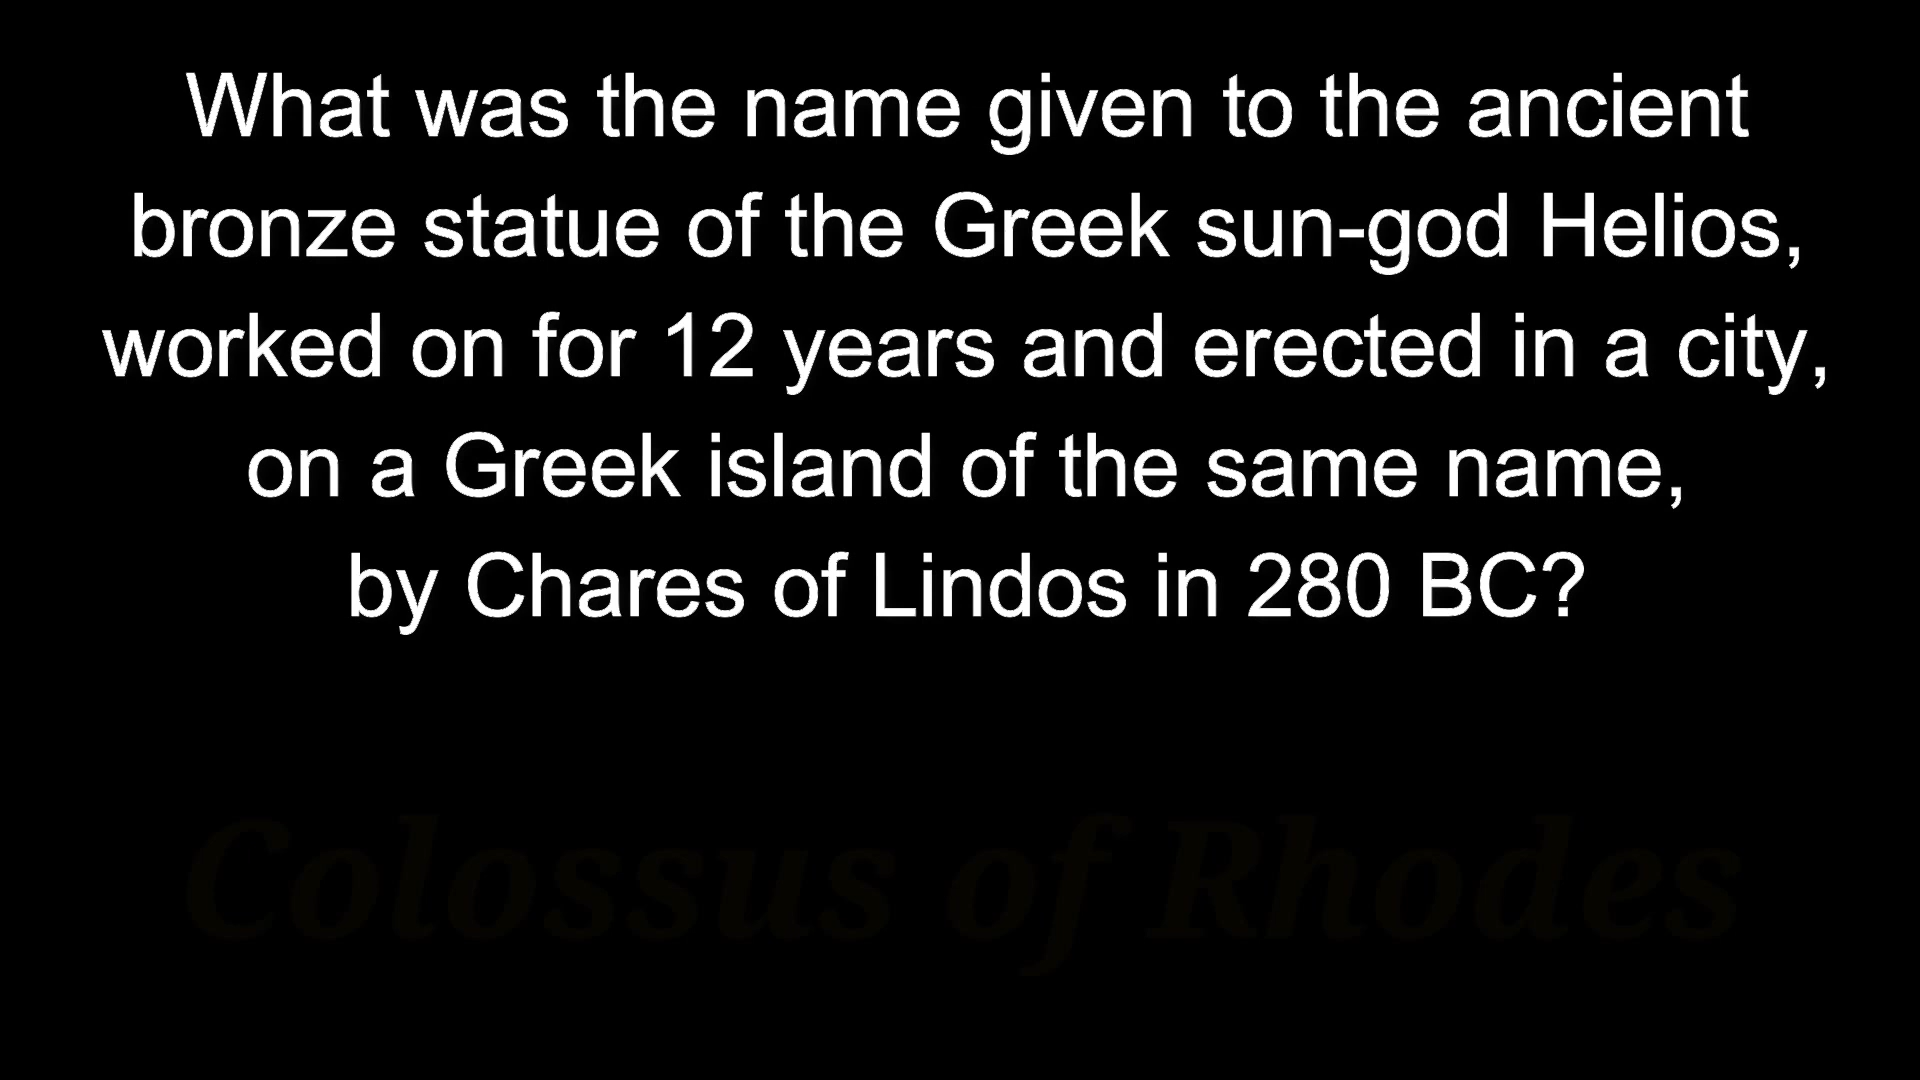 What was the name given to the ancient
bronze statue of the Greek sun-god Helios,
worked on for 12 years and erected in a city,
on a Greek island of the same name,
by Chares of Lindos in 280 BC?
Colossus of Rhodes